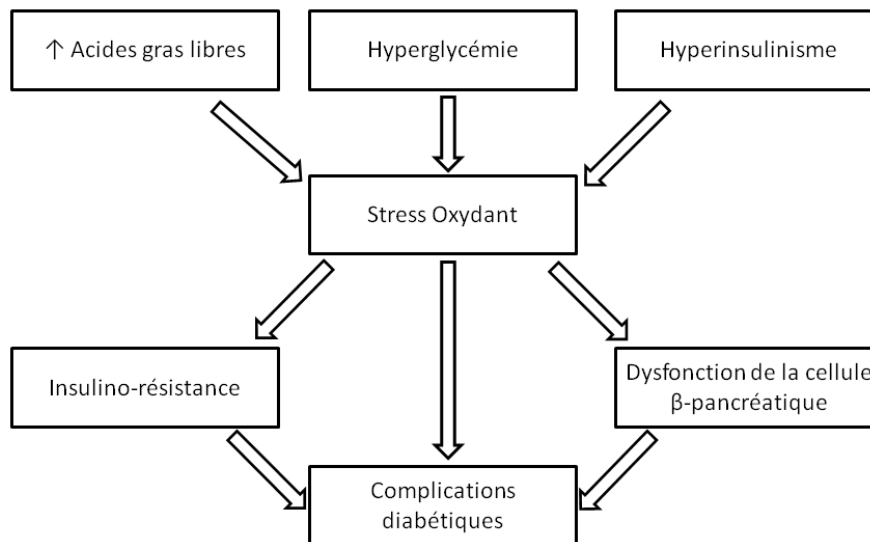 ↑ Acides gras libres
Hyperglycémie
Hyperinsulinisme
Stress Oxydant
Insulino-résistance
Dysfonction de la cellule
β-pancréatique
Complications
diabétiques